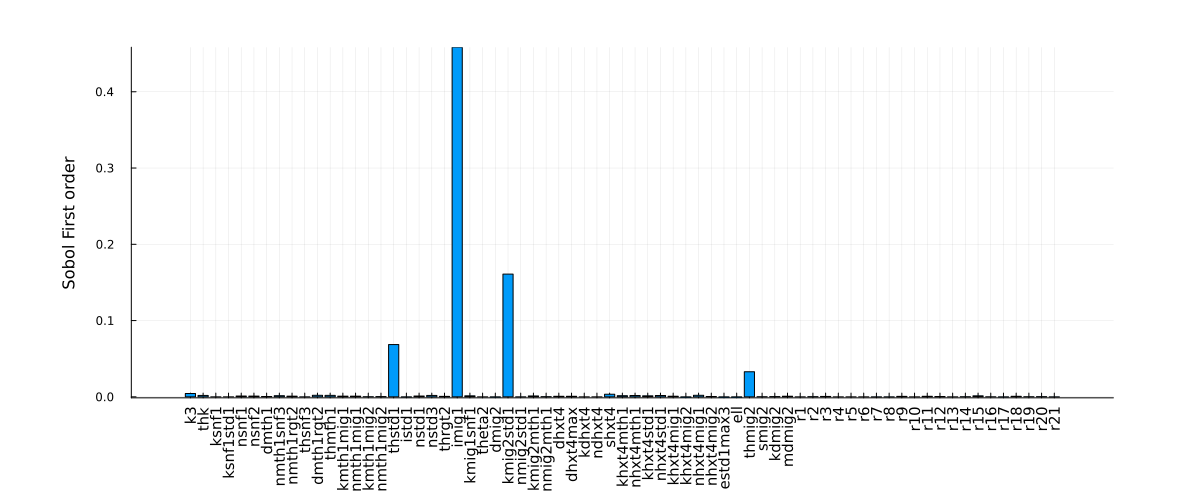 Sobol First order
0.4
0.3
0.2
0.1
0.0
k3
thk
ksnf1
ksnf1std1
nsnf1
nsnf2
dmth1
nmth1snf3
nmth1rgt2
thsnf3
dmth1rgt2
thmth1
kmth1mig1
nmth1mig1
kmth1mig2
nmth1mig2
thstd1
istd1
nstd1
nstd3
thrgt2
imig1
kmig1snf1
theta2
dmig2
kmig2std1
nmig2std1
kmig2mth1
nmig2mth1
dhxt4
dhxt4max
kdhxt4
ndhxt4
shxt4
khxt4mth1
nhxt4mth1
khxt4std1
nhxt4std1
khxt4mig1
khxt4mig2
nhxt4mig1
nhxt4mig2
estd1max3
ell
thmig2
smig2
kdmig2
mdmig2
r1
r2
r3
r4
r5
r6
r7
r8
r9
r10
r11
r12
r13
r14
r15
r16
r17
r18
r19
r20
r21